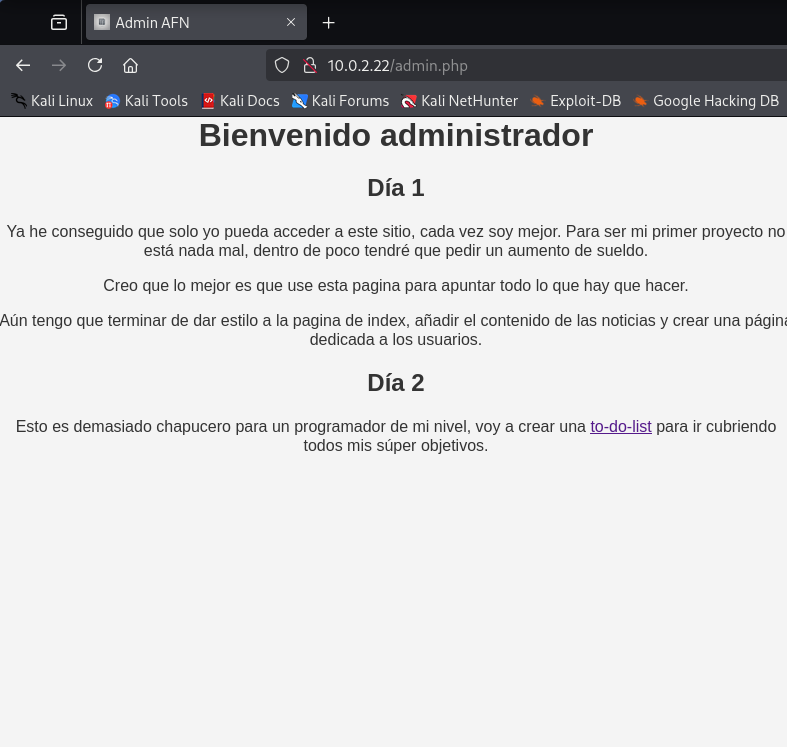 Admin AFN
10.0.2.22/admin.php
Kali Linux Kali Tools Kali Docs Kali Forums Kali NetHunter Exploit-DB Google Hacking DB
Bienvenido administrador
Día 1
Ya he conseguido que solo yo pueda acceder a este sitio, cada vez soy mejor. Para ser mi primer proyecto no
está nada mal, dentro de poco tendré que pedir un aumento de sueldo.
Creo que lo mejor es que use esta pagina para apuntar todo lo que hay que hacer.
Aún tengo que terminar de dar estilo a la pagina de index, añadir el contenido de las noticias y crear una página
dedicada a los usuarios.
Día 2
Esto es demasiado chapucero para un programador de mi nivel, voy a crear una to-do-list para ir cubriendo
todos mis súper objetivos.